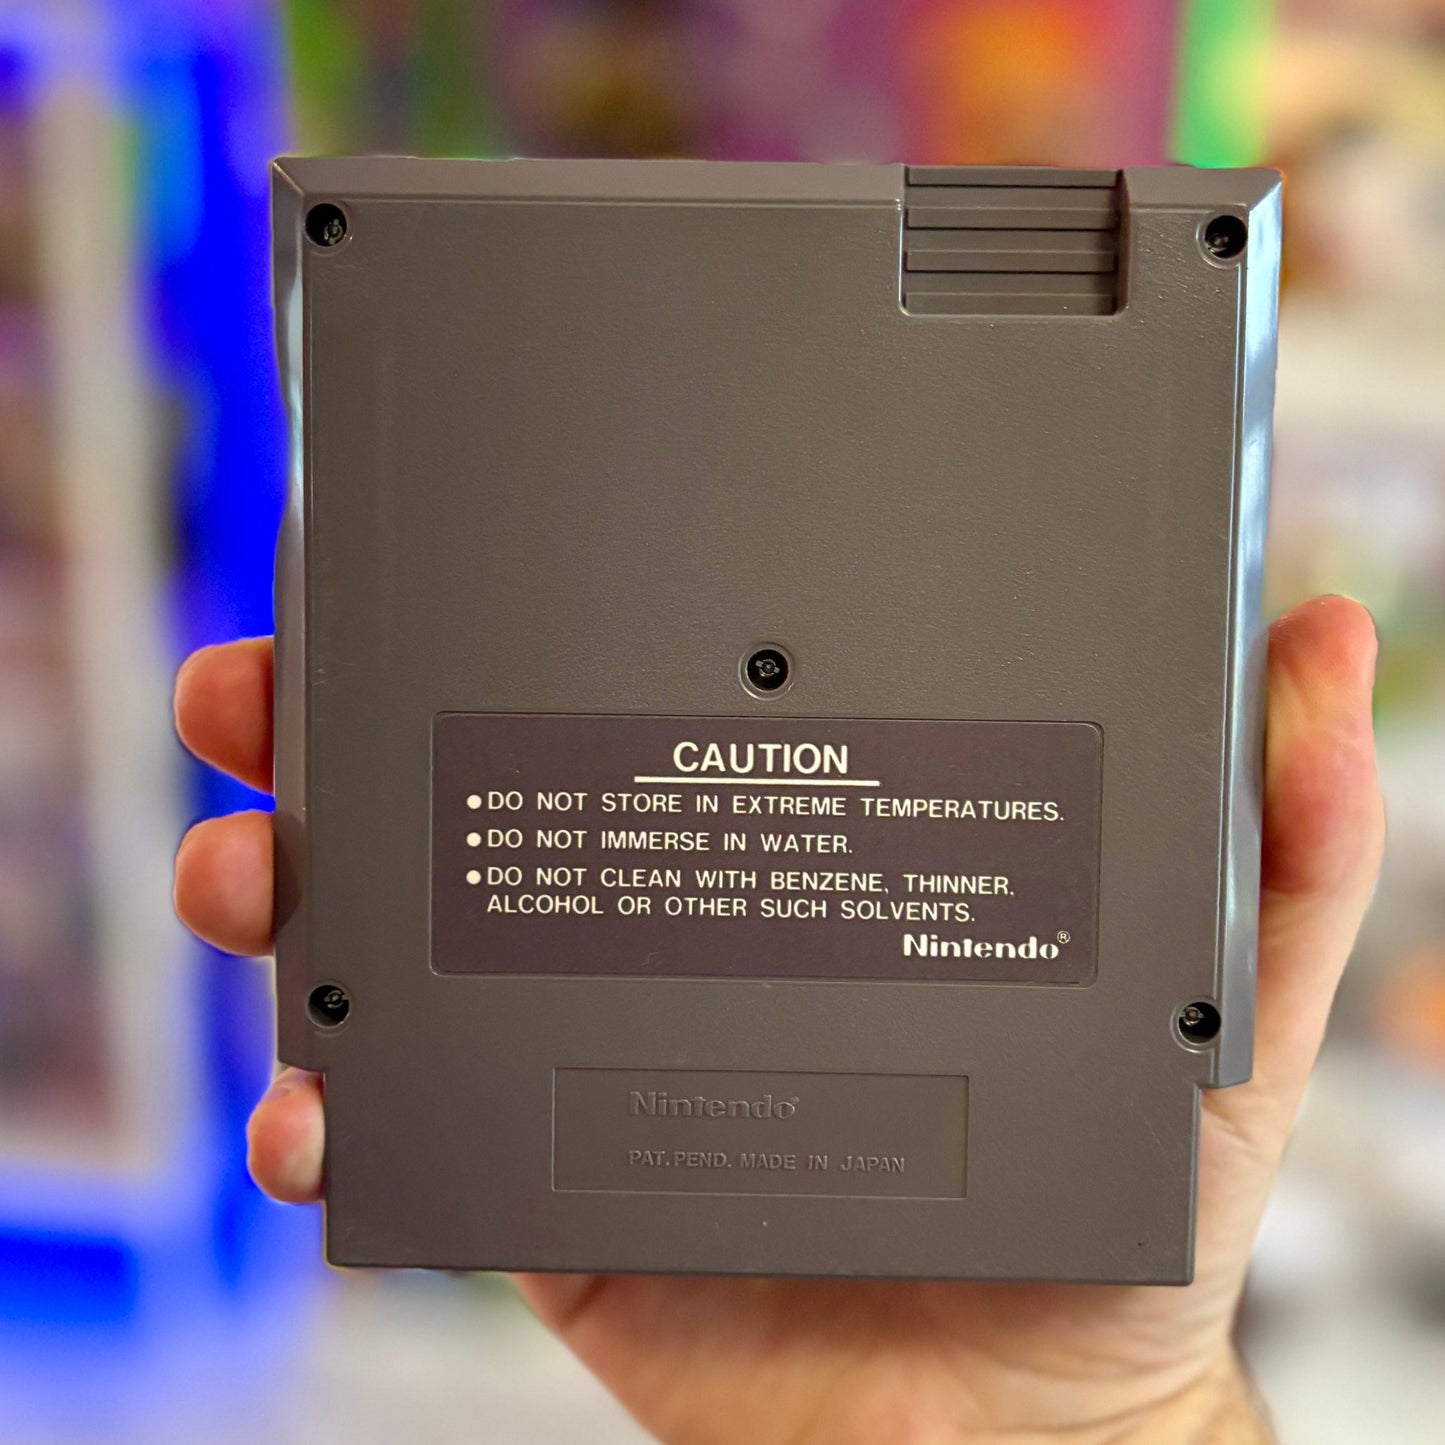 CAUTION
●DO NOT STORE IN EXTREME TEMPERATURES.
●DO NOT IMMERSE IN WATER.
●DO NOT CLEAN WITH BENZENE, THINNER,
ALCOHOL OR OTHER SUCH SOLVENTS.
Nintendo®
Nintendo®
PAT. PEND. MADE IN JAPAN